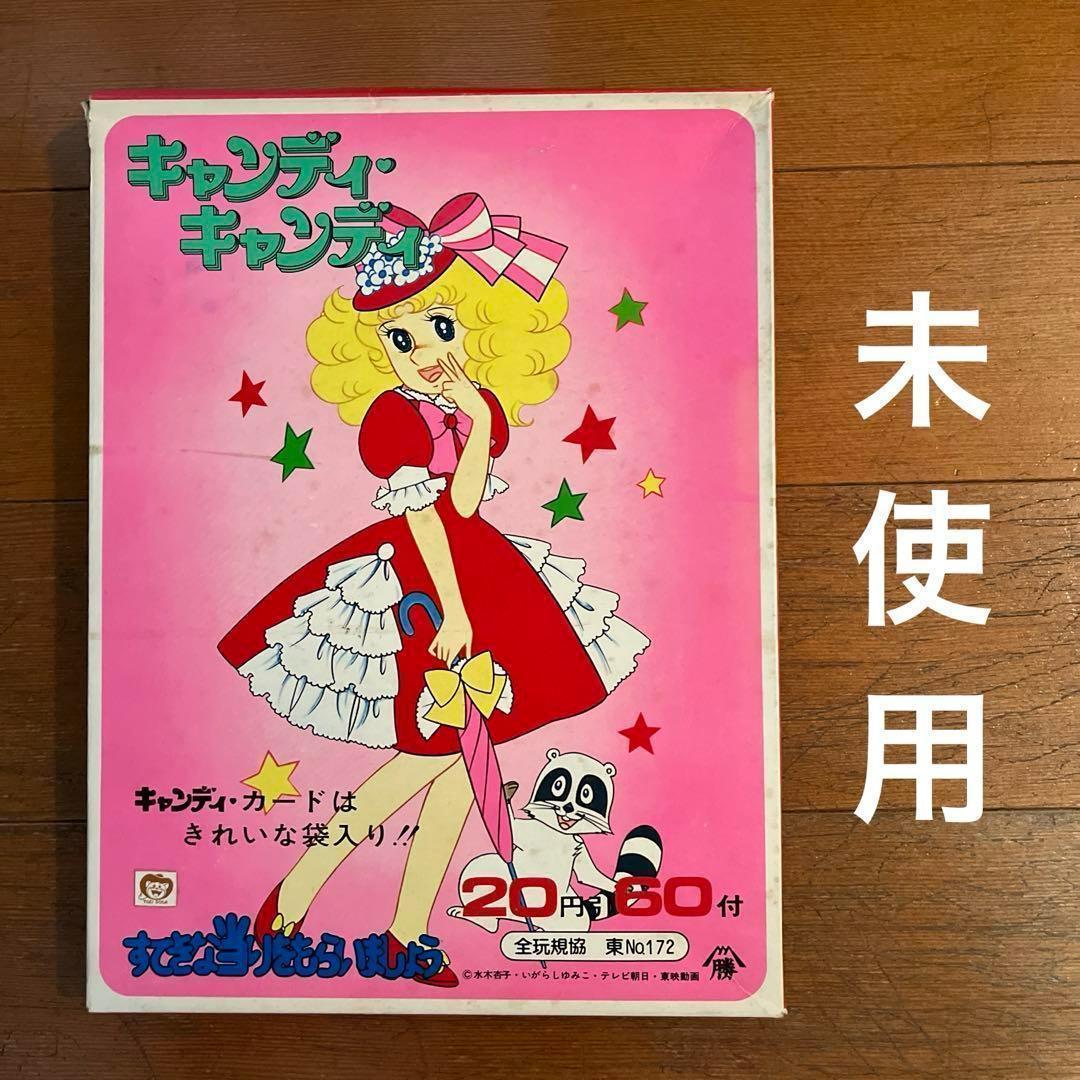 キャンディ・
キャンディ
キャンディ・カードは
きれいな袋入り!!
20円引60付
全玩規協 東No.172
すてきな当りをもらいましょう
©水木杏子・いがらしゆみこ・テレビ朝日・東映動画
勝
未使用